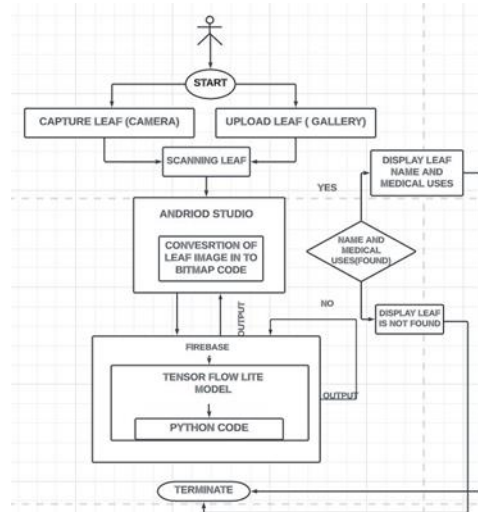 START
CAPTURE LEAF (CAMERA)
UPLOAD LEAF ( GALLERY)
SCANNING LEAF
DISPLAY LEAF
NAME AND
MEDICAL USES
YES
ANDRIOD STUDIO
CONVESRTION OF
LEAF IMAGE IN TO
BITMAP CODE
NAME AND
MEDICAL
USES(FOUND)
NO
OUTPUT
DISPLAY LEAF
IS NOT FOUND
FIREBASE
TENSOR FLOW LITE
MODEL
OUTPUT
PYTHON CODE
TERMINATE